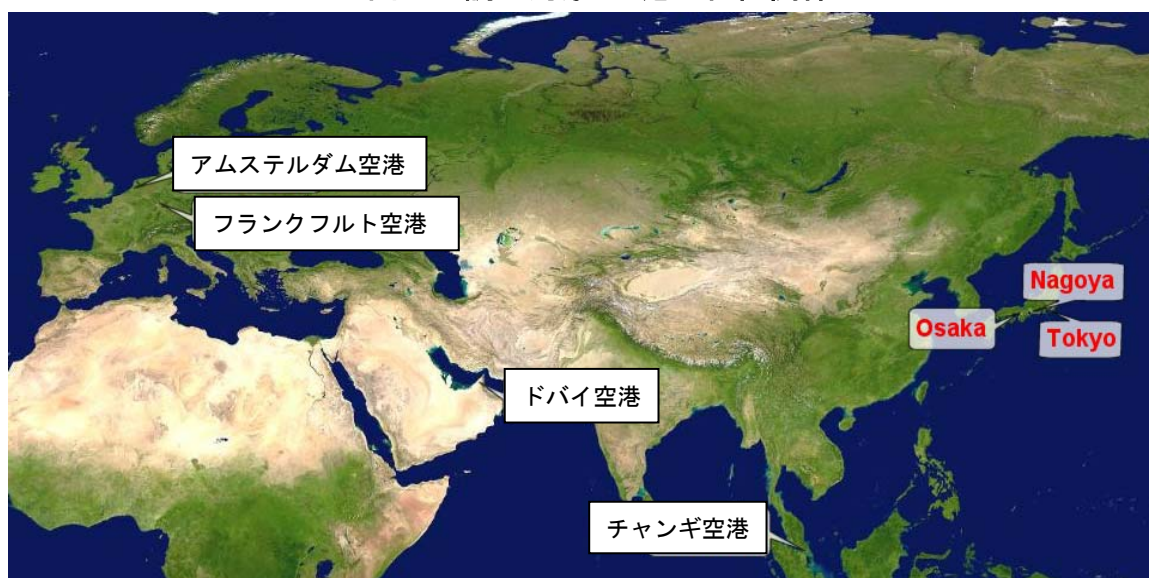 アムステルダム空港
フランクフルト空港
Nagoya
Osaka
Tokyo
ドバイ空港
チャンギ空港